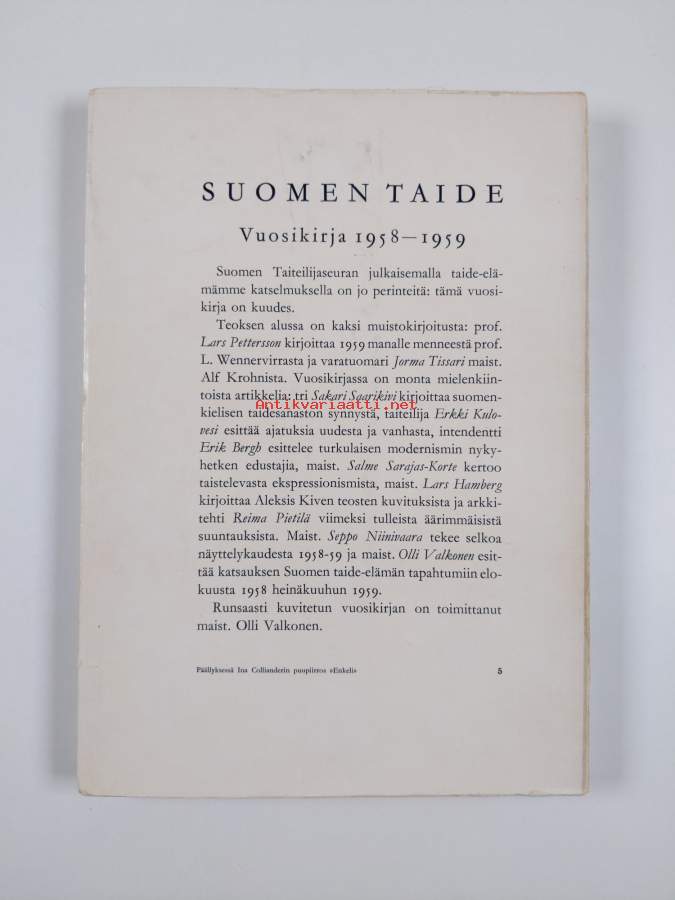 SUOMEN TAIDE
Vuosikirja 1958—1959
Suomen Taiteilijaseuran julkaisemalla taide-elä-
mämme katselmuksella on jo perinteitä: tämä vuosi-
kirja on kuudes.
Teoksen alussa on kaksi muistokirjoitusta: prof.
Lars Pettersson kirjoittaa 1959 manalle menneestä prof.
L. Wennervirrasta ja varatuomari Jorma Tissari maist.
Alf Krohnista. Vuosikirjassa on monta mielenkiin-
toista artikkelia: tri Sakari Saarikivi kirjoittaa suomen-
Antikvariaatti.net
kielisen taidesanaston synnystä, taiteilija Erkki Kulo-
vesi esittää ajatuksia uudesta ja vanhasta, intendentti
Erik Bergh esittelee turkulaisen modernismin nyky-
hetken edustajia, maist. Salme Sarajas-Korte kertoo
taistelevasta ekspressionismista, maist. Lars Hamberg
kirjoittaa Aleksis Kiven teosten kuvituksista ja arkki-
tehti Reima Pietilä viimeksi tulleista äärimmäisistä
suuntauksista. Maist. Seppo Niinivaara tekee selkoa
näyttelykaudesta 1958-59 ja maist. Olli Valkonen esit-
tää katsauksen Suomen taide-elämän tapahtumiin elo-
kuusta 1958 heinäkuuhun 1959.
Runsaasti kuvitetun vuosikirjan on toimittanut
maist. Olli Valkonen.
Päällyksessä Ina Collianderin puupiirros »Enkeli» 5